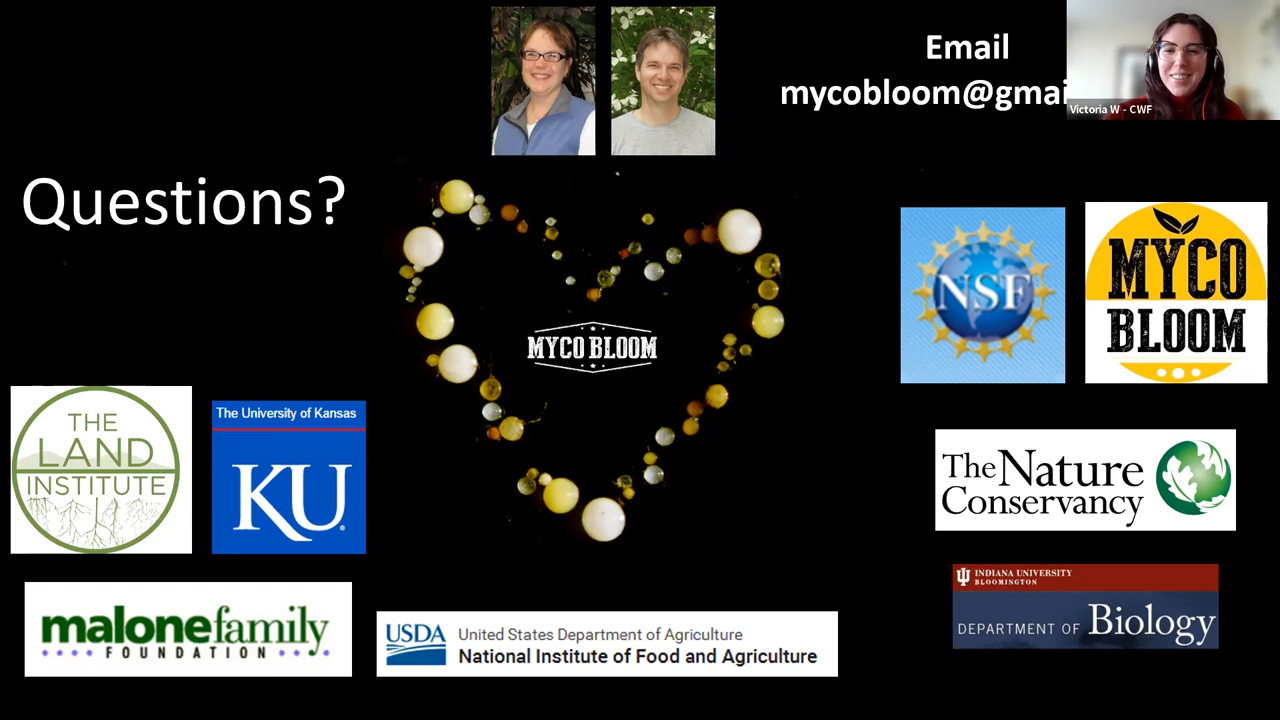 Email
mycobloom@gmai
Victoria W - CWF
Questions?
NSF
MYCO
BLOOM
MYCO BLOOM
THE
LAND
INSTITUTE
The University of Kansas
KU
The Nature
Conservancy
INDIANA UNIVERSITY
BLOOMINGTON
DEPARTMENT OF Biology
malonefamily
FOUNDATION
USDA
United States Department of Agriculture
National Institute of Food and Agriculture